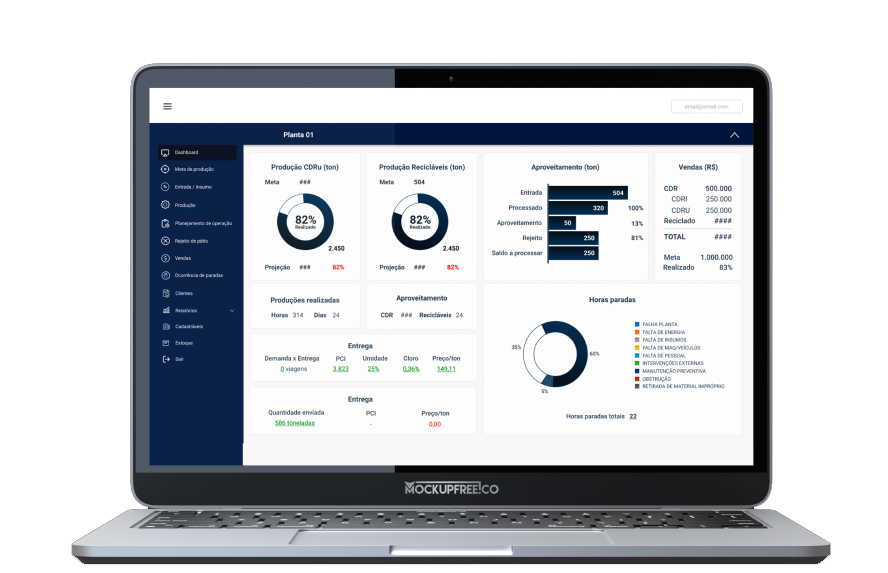 email@email.com
Planta 01
Dashboard
Meta de produção
Entrada / Insumo
Produção
Planejamento de operação
Rejeito de pátio
Vendas
Ocorrência de paradas
Clientes
Relatórios
Cadastráveis
Estoque
Sair
Produção CDRu (ton)
Meta ###
82%
Realizado
2.450
Projeção ### 82%
Produção Recicláveis (ton)
Meta 504
82%
Realizado
2.450
Projeção ### 82%
Aproveitamento (ton)
Entrada 504
Processado 320 100%
Aproveitamento 50 13%
Rejeito 250 81%
Saldo a processar 250
Vendas (R$)
CDR 500.000
CDRI 250.000
CDRU 250.000
Reciclado ####
TOTAL ####
Meta 1.000.000
Realizado 83%
Produções realizadas
Horas 314 Dias 24
Aproveitamento
CDR ### Recicláveis 24
Entrega
Demanda x Entrega PCI Umidade Cloro Preço/ton
0 viagens 3,823 25% 0,36% 149,11
Entrega
Quantidade enviada PCI Preço/ton
586 toneladas - 0,00
Horas paradas
35%
60%
5%
FALHA PLANTA
FALTA DE ENERGIA
FALTA DE INSUMOS
FALTA DE MAQ/VEÍCULOS
FALTA DE PESSOAL
INTERVENÇÕES EXTERNAS
MANUTENÇÃO PREVENTIVA
OBSTRUÇÃO
RETIRADA DE MATERIAL IMPRÓPRIO
Horas paradas totais 22
MOCKUPFREE.CO